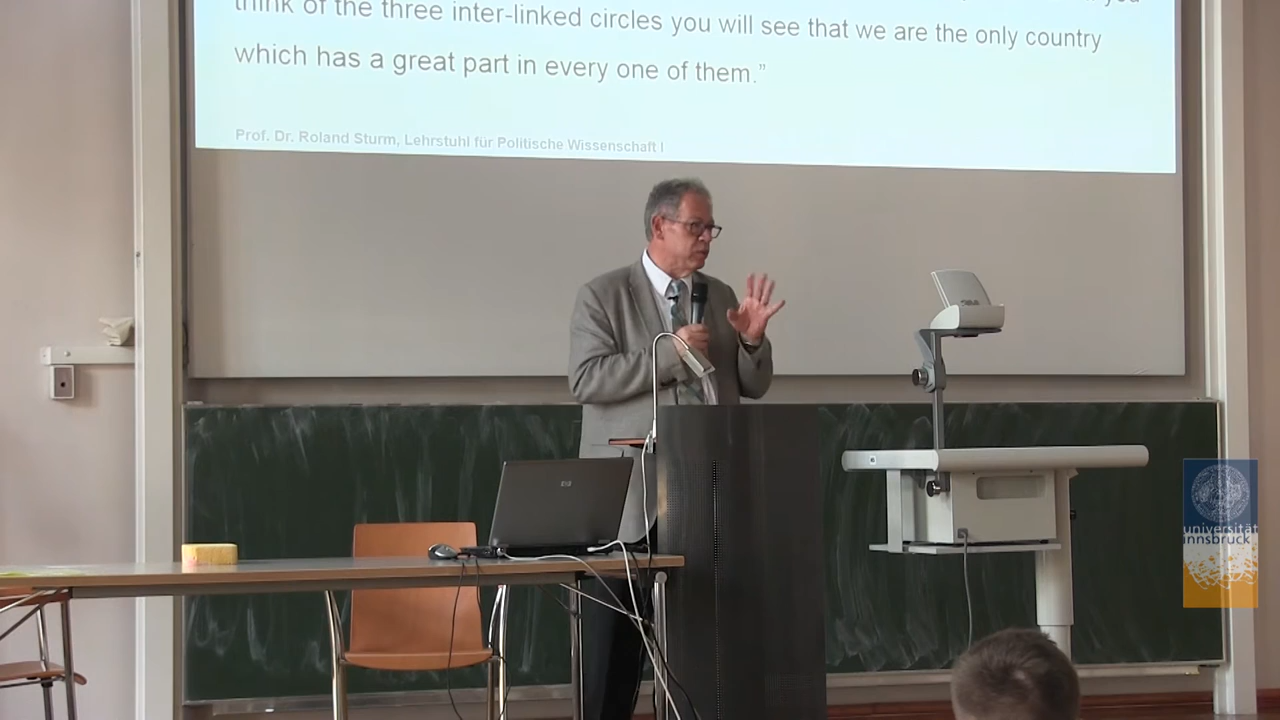 think of the three inter-linked circles you will see that we are the only country
which has a great part in every one of them.”
Prof. Dr. Roland Sturm, Lehrstuhl für Politische Wissenschaft I
hp
universität
innsbruck